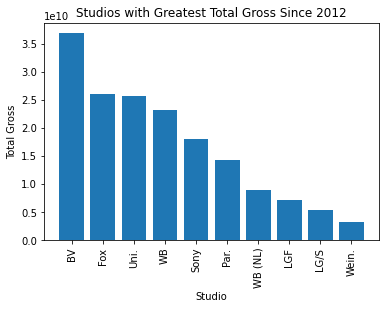 Studios with Greatest Total Gross Since 2012
1e10
3.5
3.0
2.5
2.0
1.5
1.0
0.5
0.0
Total Gross
BV
Fox
Uni.
WB
Sony
Par.
WB (NL)
LGF
LG/S
Wein.
Studio